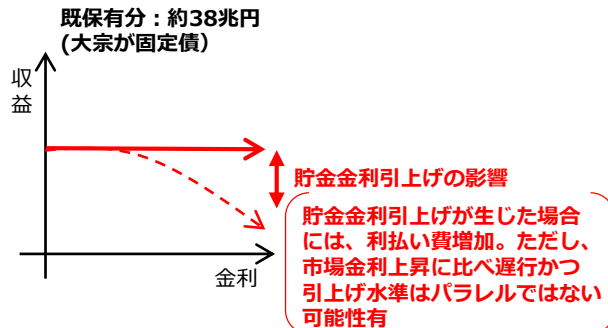 既保有分：約38兆円
(大宗が固定債）
収
益
貯金金利引上げの影響
貯金金利引上げが生じた場合
には、利払い費増加。ただし、
市場金利上昇に比べ遅行かつ
引上げ水準はパラレルではない
可能性有
金利